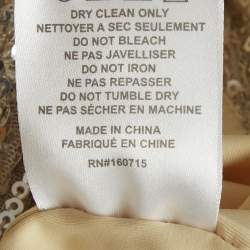 DRY CLEAN ONLY
NETTOYER A SEC SEULEMENT
DO NOT BLEACH
NE PAS JAVELLISER
DO NOT IRON
NE PAS REPASSER
DO NOT TUMBLE DRY
NE PAS SÉCHER EN MACHINE
MADE IN CHINA
FABRIQUÉ EN CHINE
RN#160715